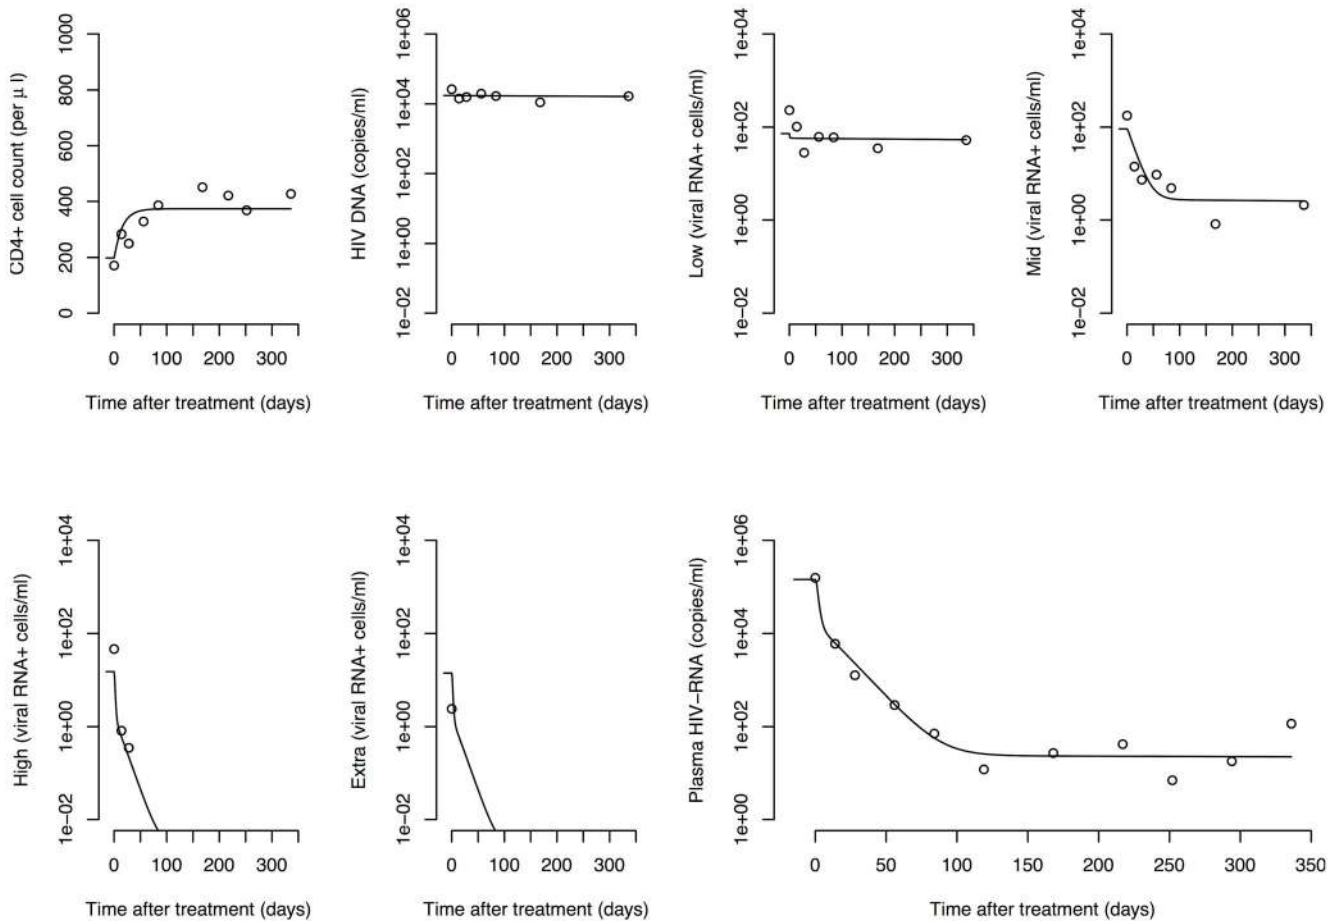 CD4+ cell count (per μ l)
0 200 400 600 800 1000
0 100 200 300
Time after treatment (days)
HIV DNA (copies/ml)
1e−02 1e+00 1e+02 1e+04 1e+06
0 100 200 300
Time after treatment (days)
Low (viral RNA+ cells/ml)
1e−02 1e+00 1e+02 1e+04
0 100 200 300
Time after treatment (days)
Mid (viral RNA+ cells/ml)
1e−02 1e+00 1e+02 1e+04
0 100 200 300
Time after treatment (days)
High (viral RNA+ cells/ml)
1e−02 1e+00 1e+02 1e+04
0 100 200 300
Time after treatment (days)
Extra (viral RNA+ cells/ml)
1e−02 1e+00 1e+02 1e+04
0 100 200 300
Time after treatment (days)
Plasma HIV−RNA (copies/ml)
1e+00 1e+02 1e+04 1e+06
0 50 100 150 200 250 300 350
Time after treatment (days)